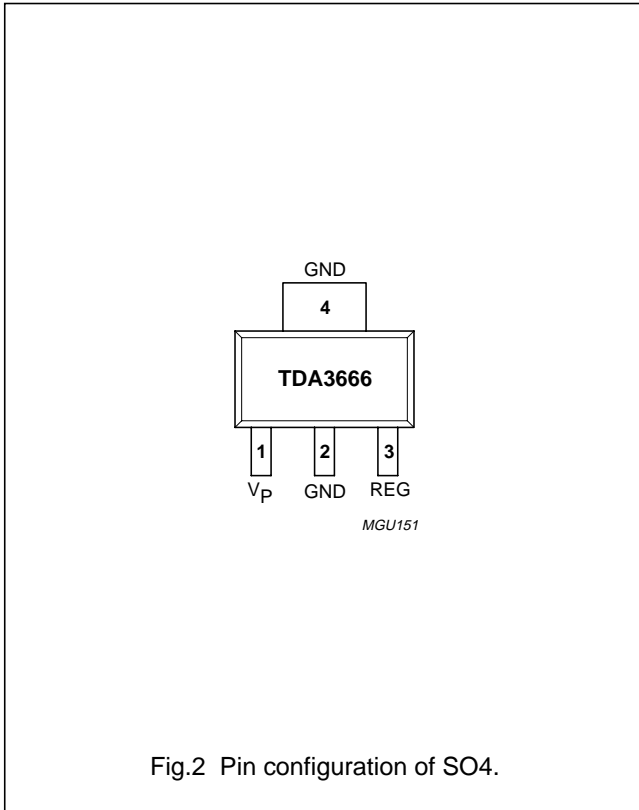 GND
4
TDA3666
1 2 3
VP GND REG
MGU151
Fig.2 Pin configuration of SO4.